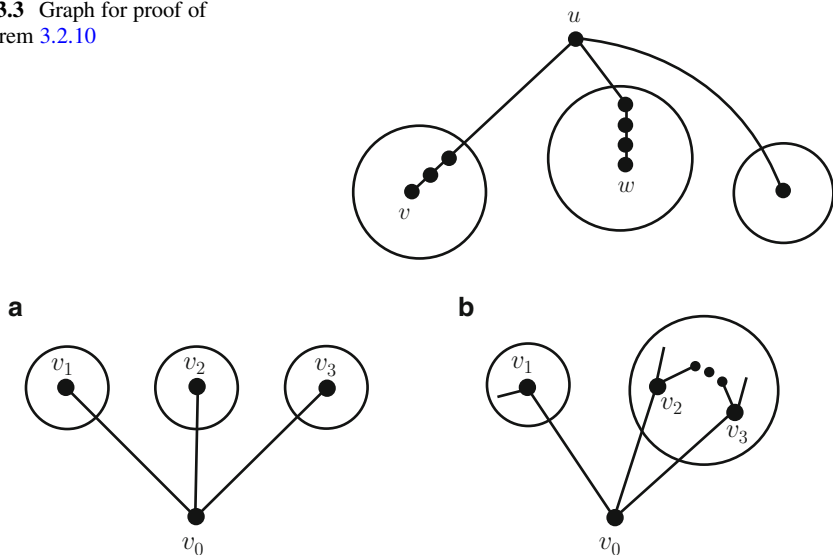 3.3 Graph for proof of
rem 3.2.10
u
v
w
a
b
v₁
v₂
v₃
v₀
v₁
v₂
v₃
v₀